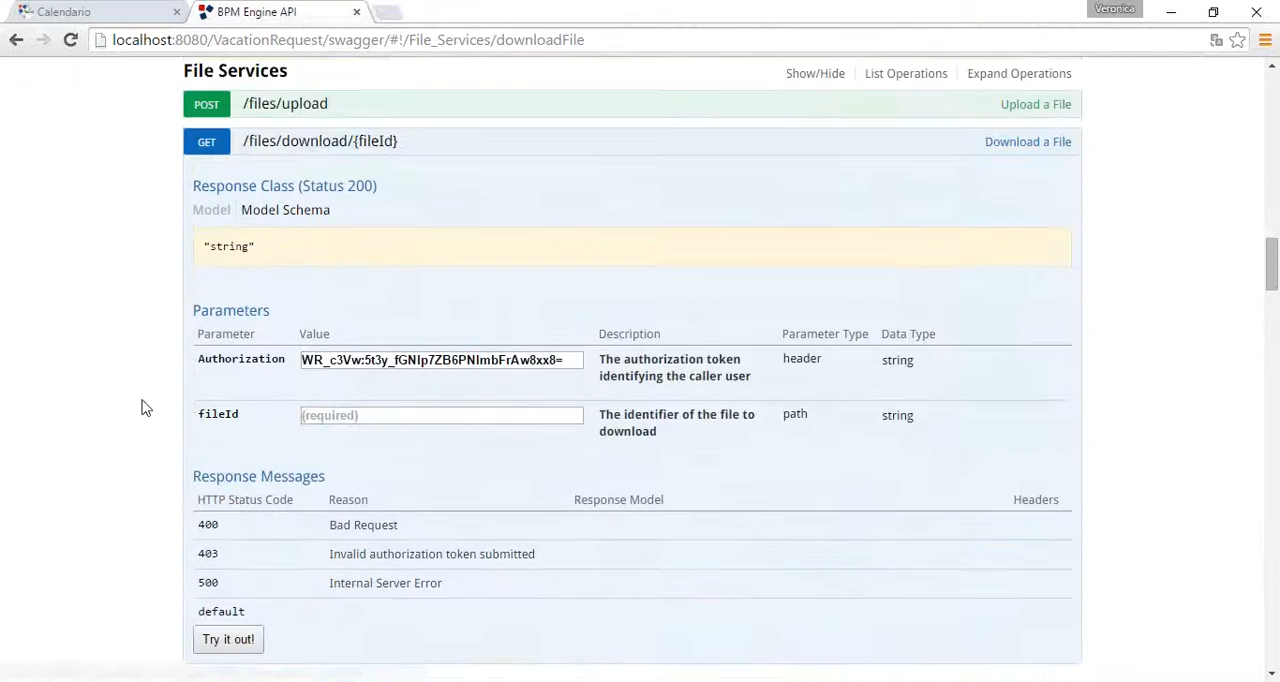 Calendario
BPM Engine API
Veronica
localhost:8080/VacationRequest/swagger/#!/File_Services/downloadFile
File Services
Show/Hide List Operations Expand Operations
POST /files/upload Upload a File
GET /files/download/{fileId} Download a File
Response Class (Status 200)
Model Model Schema
"string"
Parameters
Parameter Value Description Parameter Type Data Type
Authorization The authorization token header string
identifying the caller user
fileId (required) The identifier of the file to path string
download
Response Messages
HTTP Status Code Reason Response Model Headers
400 Bad Request
403 Invalid authorization token submitted
500 Internal Server Error
default
Try it out!